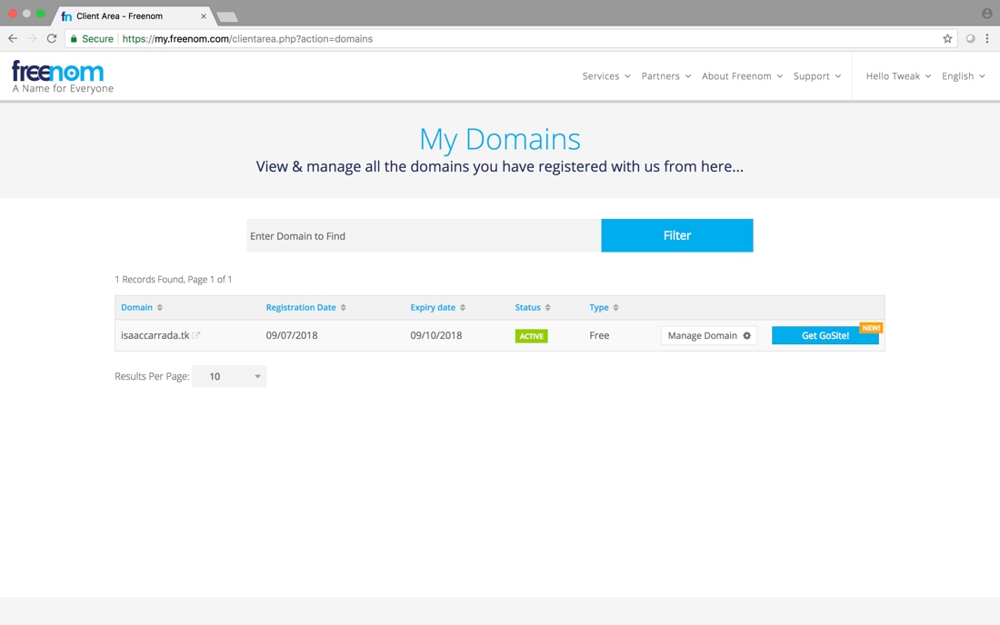 Client Area - Freenom
Secure https://my.freenom.com/clientarea.php?action=domains
freenom
A Name for Everyone
Services Partners About Freenom Support Hello Tweak English
My Domains
View & manage all the domains you have registered with us from here...
Enter Domain to Find Filter
1 Records Found, Page 1 of 1
Domain Registration Date Expiry date Status Type
isaaccarrada.tk 09/07/2018 09/10/2018 ACTIVE Free Manage Domain Get GoSite! NEW!
Results Per Page: 10